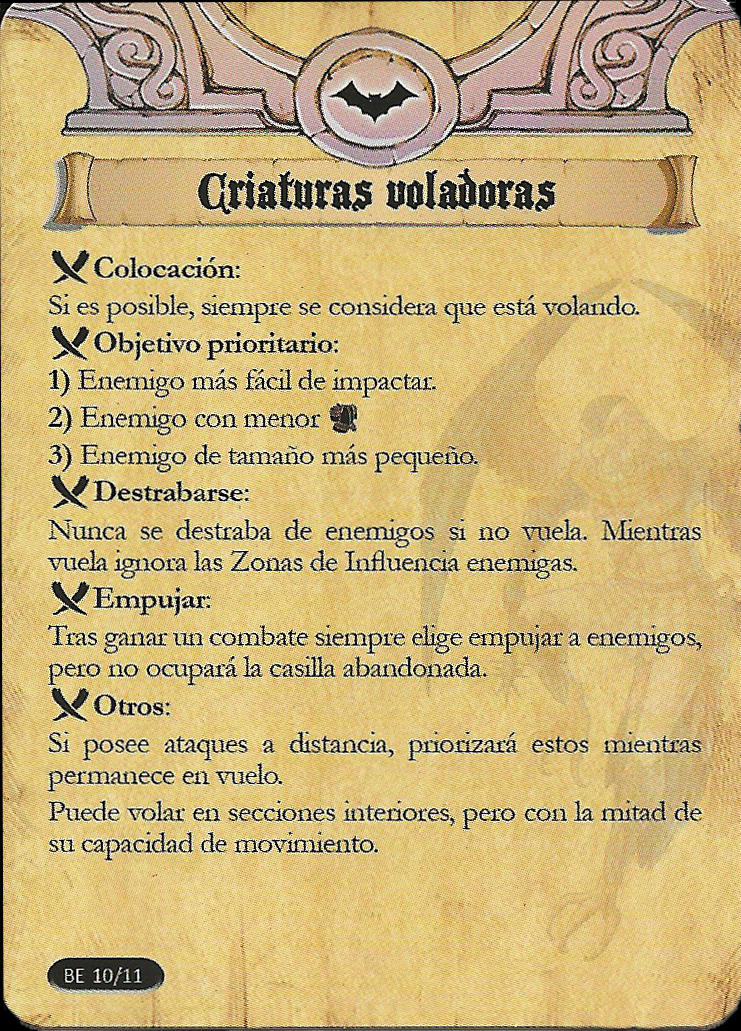 Criaturas voladoras
Colocación:
Si es posible, siempre se considera que está volando.
Objetivo prioritario:
1) Enemigo más fácil de impactar.
2) Enemigo con menor
3) Enemigo de tamaño más pequeño.
Destrabarse:
Nunca se destraba de enemigos si no vuela. Mientras
vuela ignora las Zonas de Influencia enemigas.
Empujar:
Tras ganar un combate siempre elige empujar a enemigos,
pero no ocupará la casilla abandonada.
Otros:
Si posee ataques a distancia, priorizará estos mientras
permanece en vuelo.
Puede volar en secciones interiores, pero con la mitad de
su capacidad de movimiento.
BE 10/11